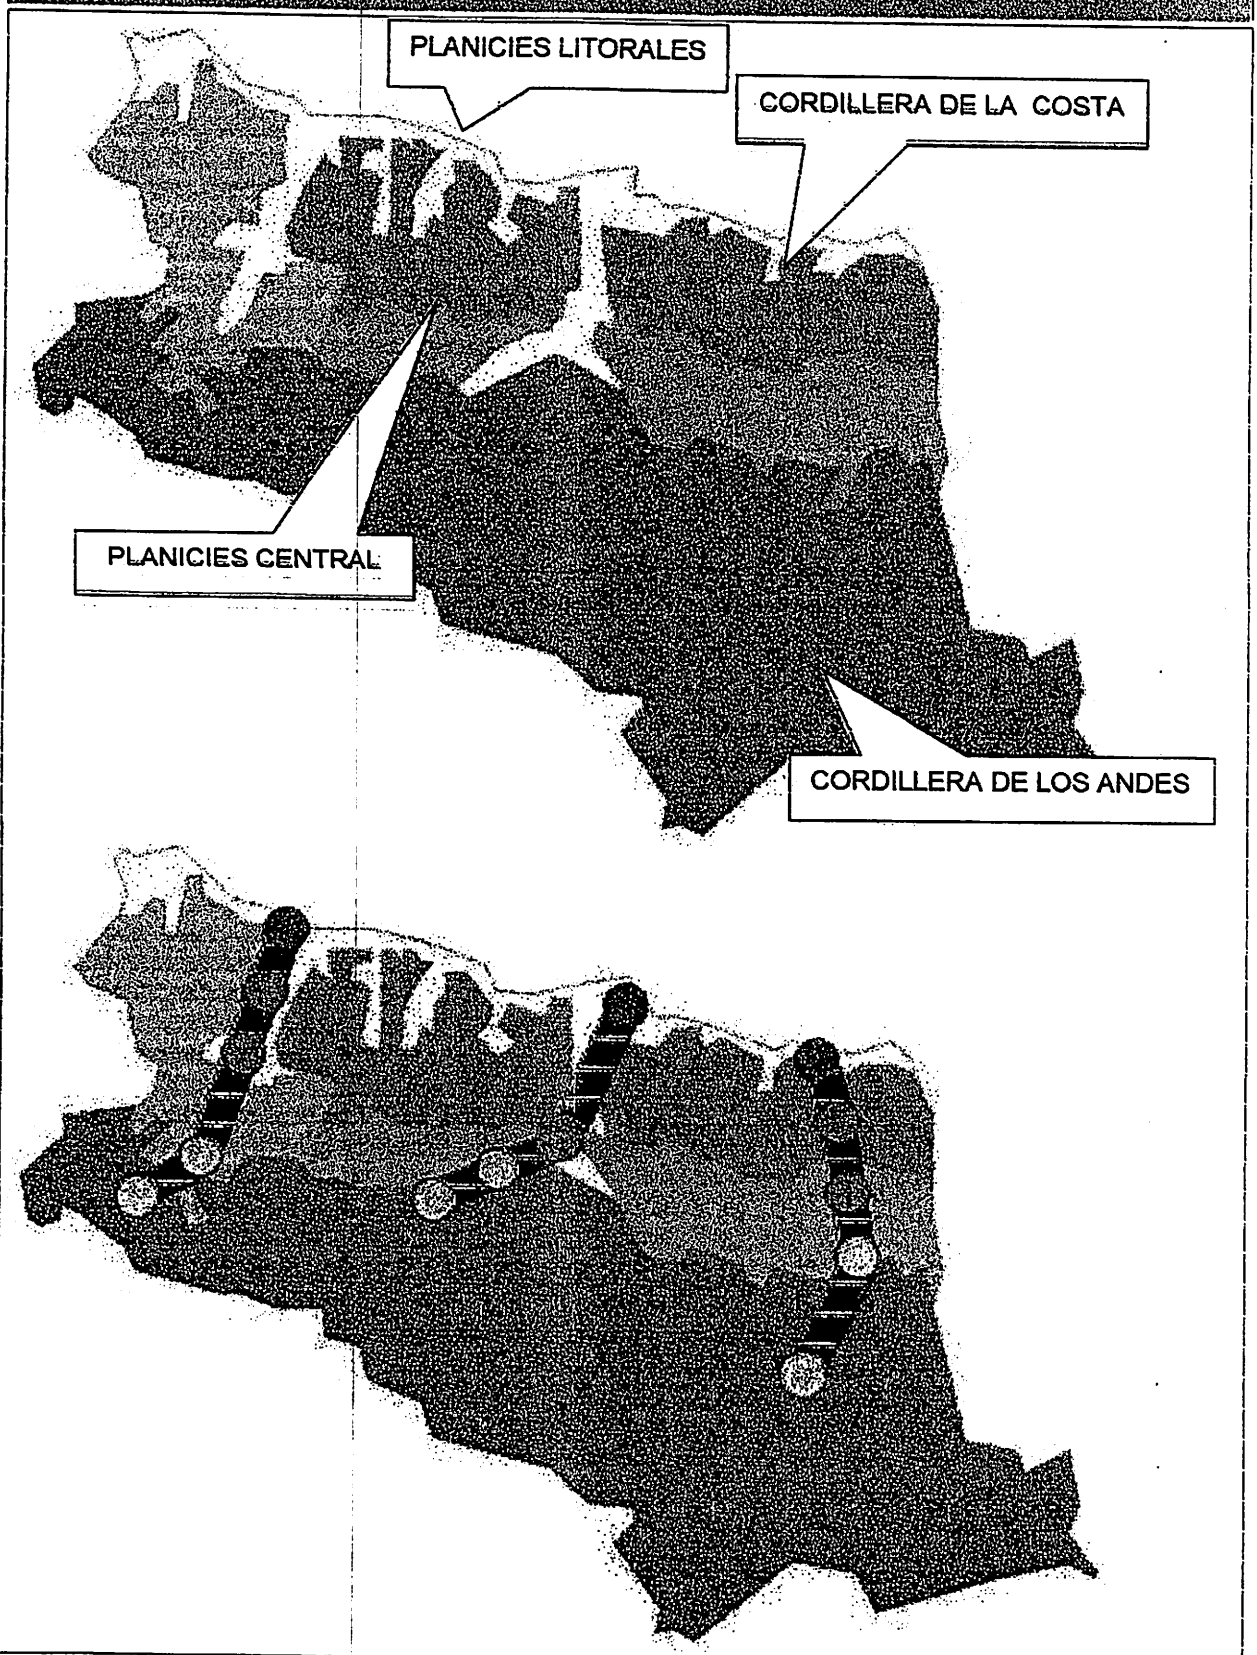 PLANICIES LITORALES
CORDILLERA DE LA COSTA
PLANICIES CENTRAL
CORDILLERA DE LOS ANDES